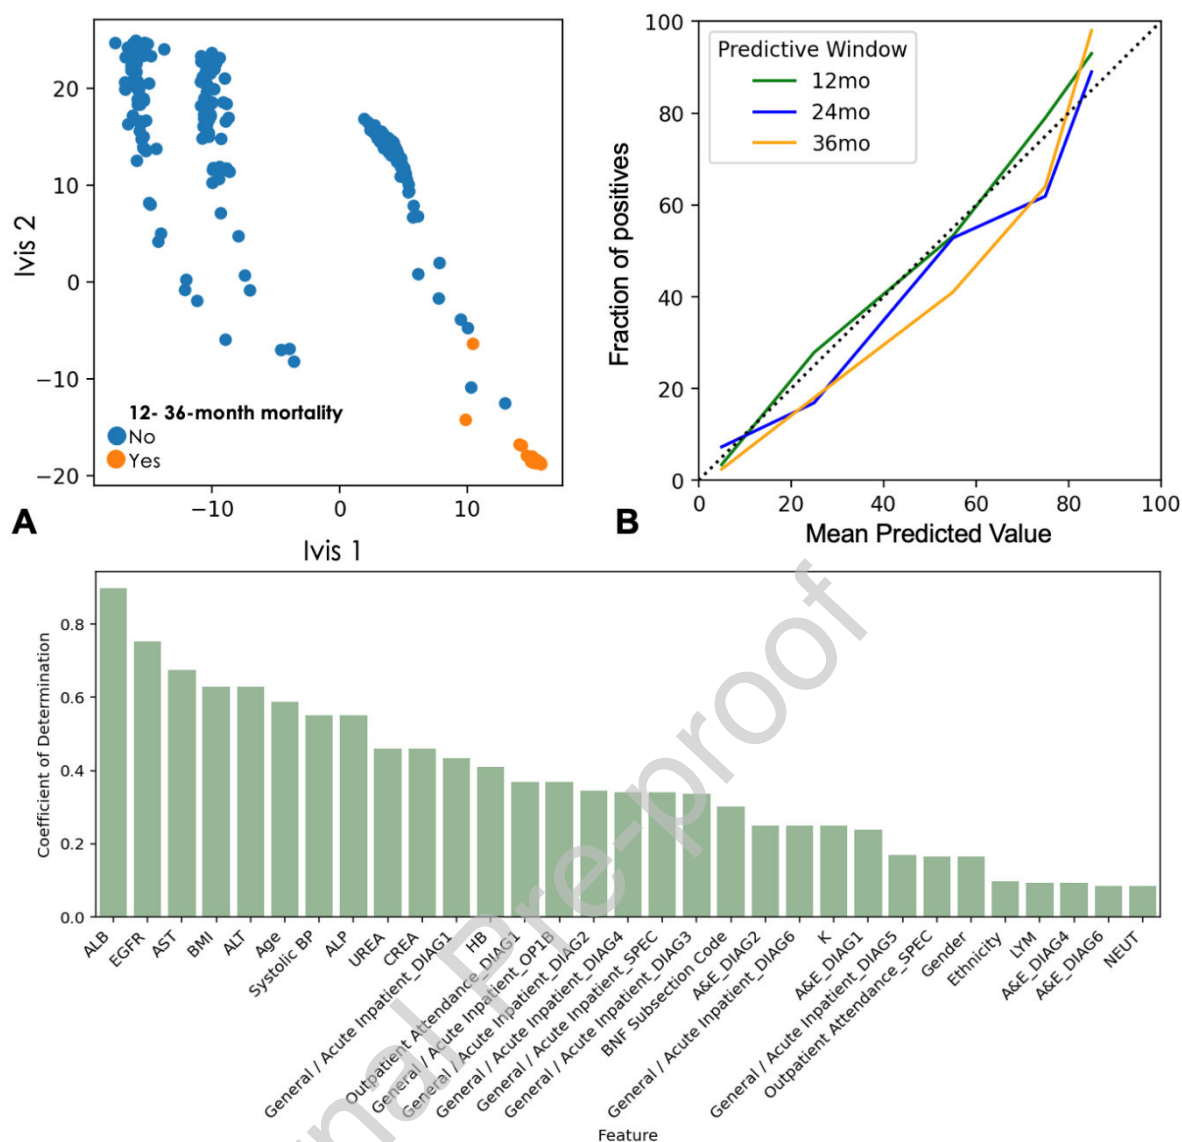 20
10
0
−10
−20
Ivis 2
12- 36-month mortality
No
Yes
−10
0
10
Ivis 1
A
100
80
60
40
20
0
Fraction of positives
Predictive Window
12mo
24mo
36mo
0
20
40
60
80
100
Mean Predicted Value
B
0.8
0.6
0.4
0.2
0.0
Coefficient of Determination
ALB
EGFR
AST
BMI
ALT
Age
Systolic BP
ALP
UREA
CREA
General / Acute Inpatient_DIAG1
HB
Outpatient Attendance_DIAG1
General / Acute Inpatient_OP1B
General / Acute Inpatient_DIAG2
General / Acute Inpatient_DIAG4
General / Acute Inpatient_SPEC
General / Acute Inpatient_DIAG3
BNF Subsection Code
A&E_DIAG2
General / Acute Inpatient_DIAG6
K
A&E_DIAG1
General / Acute Inpatient_DIAG5
Outpatient Attendance_SPEC
Gender
Ethnicity
LYM
A&E_DIAG4
A&E_DIAG6
NEUT
Feature
nal Pre-proof